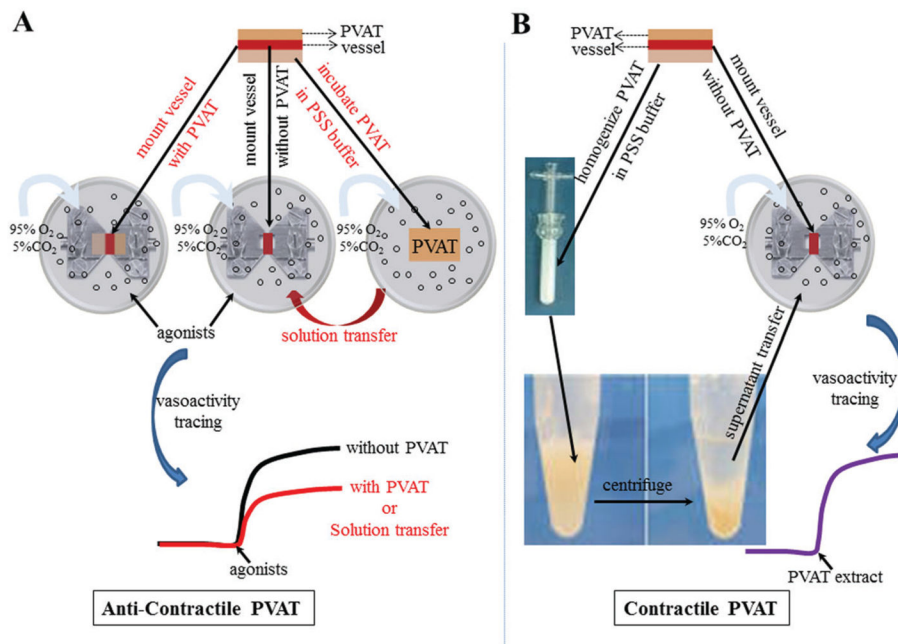 A
PVAT
vessel
mount vessel
with PVAT
mount vessel
without PVAT
incubate PVAT
in PSS buffer
95% O2
5%CO2
95% O2
5%CO2
95% O2
5%CO2
PVAT
agonists
solution transfer
vasoactivity
tracing
without PVAT
with PVAT
or
Solution transfer
agonists
Anti-Contractile PVAT
B
PVAT
vessel
homogenize PVAT
in PSS buffer
mount vessel
without PVAT
95% O2
5%CO2
supernatant transfer
vasoactivity
tracing
centrifuge
PVAT extract
Contractile PVAT